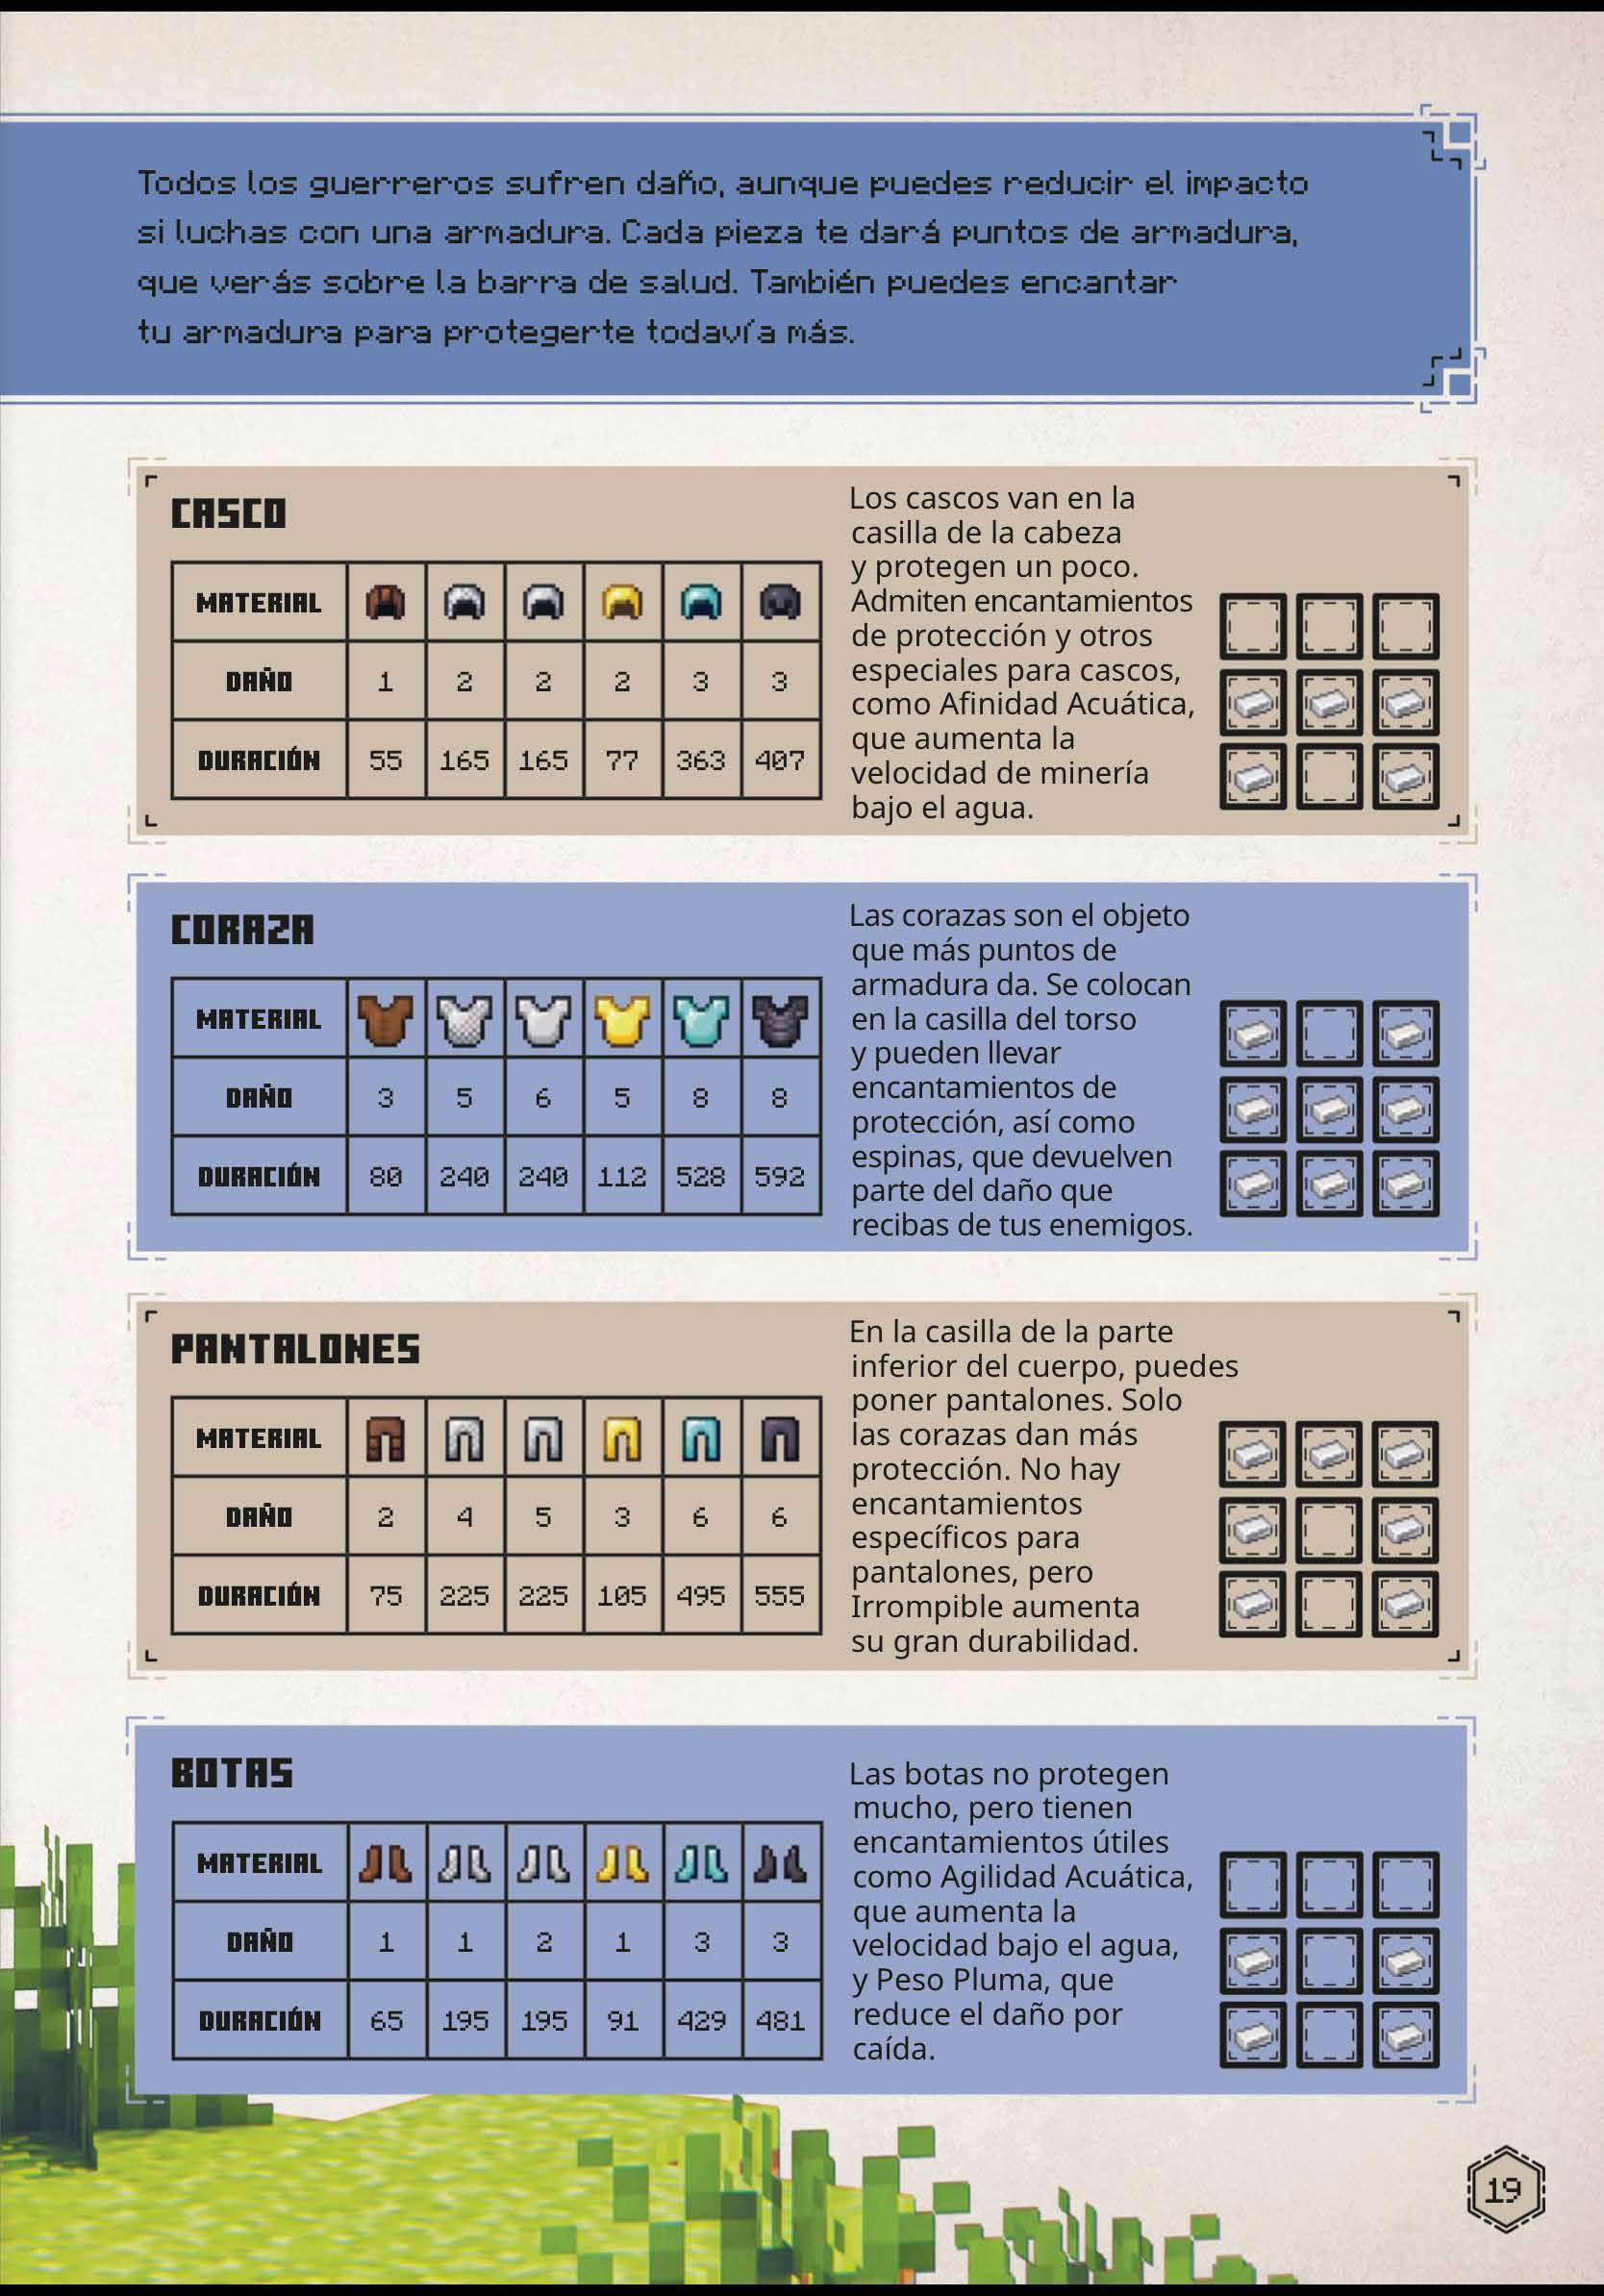 Todos los guerreros sufren daño, aunque puedes reducir el impacto
si luchas con una armadura. Cada pieza te dará puntos de armadura,
que verás sobre la barra de salud. También puedes encantar
tu armadura para protegerte todavía más.
CASCO
MATERIAL
DAÑO 1 2 2 2 3 3
DURACIÓN 55 165 165 77 363 407
Los cascos van en la
casilla de la cabeza
y protegen un poco.
Admiten encantamientos
de protección y otros
especiales para cascos,
como Afinidad Acuática,
que aumenta la
velocidad de minería
bajo el agua.
CORAZA
MATERIAL
DAÑO 3 5 6 5 8 8
DURACIÓN 80 240 240 112 528 592
Las corazas son el objeto
que más puntos de
armadura da. Se colocan
en la casilla del torso
y pueden llevar
encantamientos de
protección, así como
espinas, que devuelven
parte del daño que
recibas de tus enemigos.
PANTALONES
MATERIAL
DAÑO 2 4 5 3 6 6
DURACIÓN 75 225 225 105 495 555
En la casilla de la parte
inferior del cuerpo, puedes
poner pantalones. Solo
las corazas dan más
protección. No hay
encantamientos
específicos para
pantalones, pero
Irrompible aumenta
su gran durabilidad.
BOTAS
MATERIAL
DAÑO 1 1 2 1 3 3
DURACIÓN 65 195 195 91 429 481
Las botas no protegen
mucho, pero tienen
encantamientos útiles
como Agilidad Acuática,
que aumenta la
velocidad bajo el agua,
y Peso Pluma, que
reduce el daño por
caída.
19